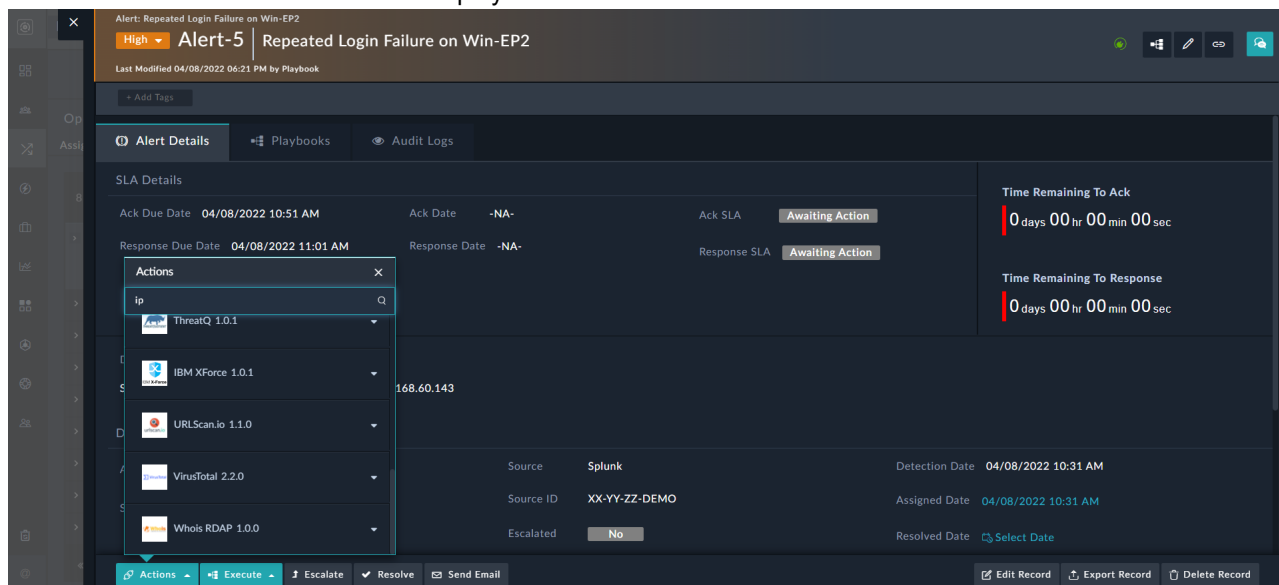 Alert: Repeated Login Failure on Win-EP2
High Alert-5 Repeated Login Failure on Win-EP2
Last Modified 04/08/2022 06:21 PM by Playbook
+ Add Tags
Op
Assi
Alert Details Playbooks Audit Logs
SLA Details
Ack Due Date 04/08/2022 10:51 AM Ack Date -NA- Ack SLA Awaiting Action
Response Due Date 04/08/2022 11:01 AM Response Date -NA- Response SLA Awaiting Action
Time Remaining To Ack
0 days 00 hr 00 min 00 sec
Time Remaining To Response
0 days 00 hr 00 min 00 sec
Actions
ip
ThreatQ 1.0.1
IBM XForce 1.0.1
168.60.143
URLScan.io 1.1.0
VirusTotal 2.2.0
Whois RDAP 1.0.0
Source Splunk Detection Date 04/08/2022 10:31 AM
Source ID XX-YY-ZZ-DEMO Assigned Date 04/08/2022 10:31 AM
Escalated No Resolved Date Select Date
Actions Execute Escalate Resolve Send Email Edit Record Export Record Delete Record